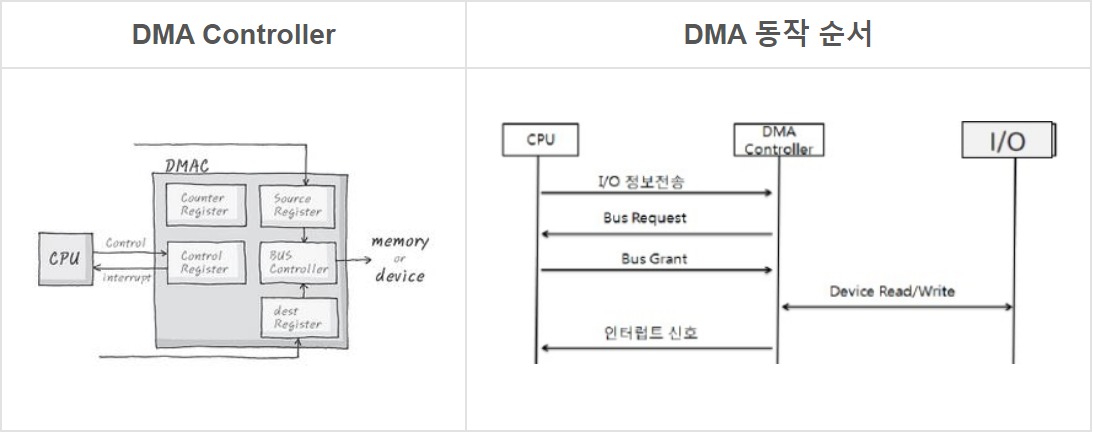 DMA Controller
DMA 동작 순서
DMAC
Counter
Register
Source
Register
CPU
Control
interrupt
Control
Register
BUS
Controller
memory
or
device
dest
Register
CPU
DMA
Controller
I/O
I/O 정보전송
Bus Request
Bus Grant
Device Read/Write
인터럽트 신호